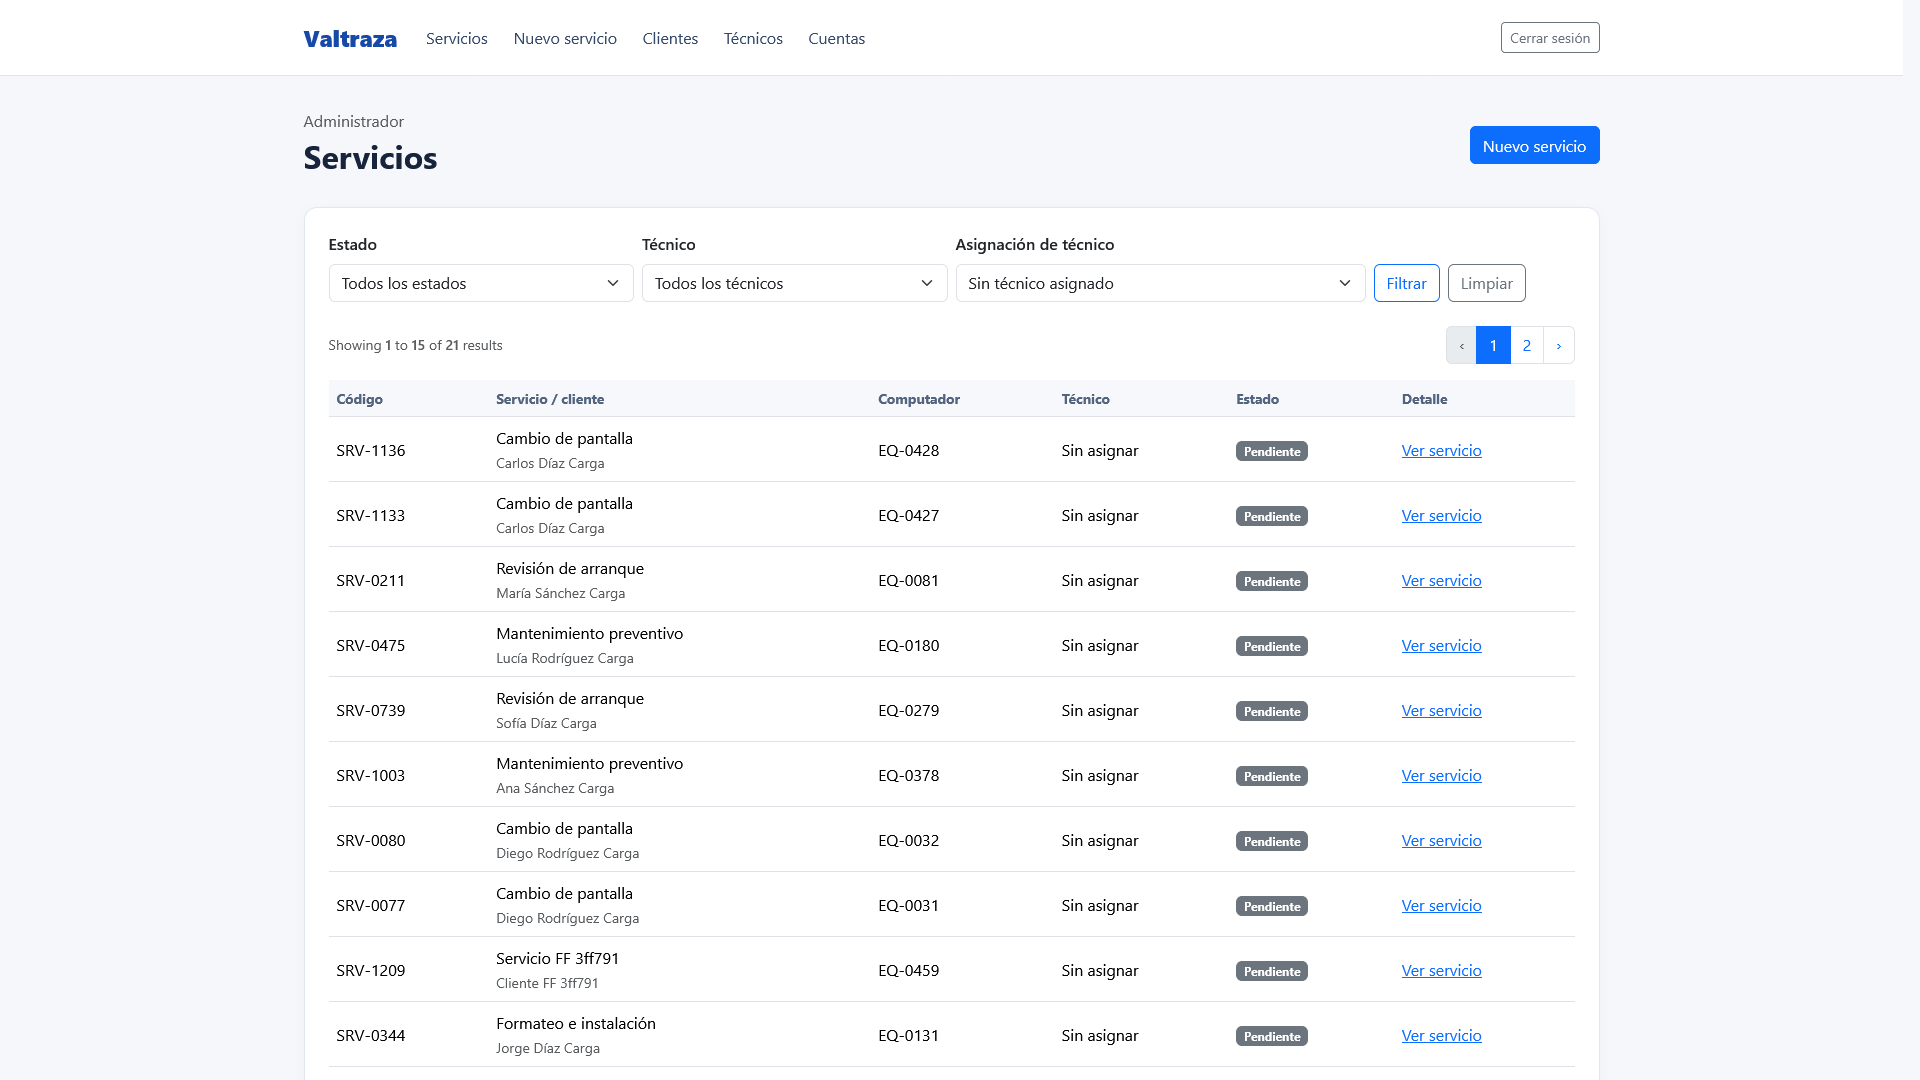 Valtraza Servicios Nuevo servicio Clientes Técnicos Cuentas Cerrar sesión
Administrador
Servicios
Nuevo servicio
Estado Técnico Asignación de técnico
Todos los estados Todos los técnicos Sin técnico asignado Filtrar Limpiar
Showing 1 to 15 of 21 results ‹ 1 2 ›
Código Servicio / cliente Computador Técnico Estado Detalle
SRV-1136 Cambio de pantalla EQ-0428 Sin asignar Pendiente Ver servicio
Carlos Díaz Carga
SRV-1133 Cambio de pantalla EQ-0427 Sin asignar Pendiente Ver servicio
Carlos Díaz Carga
SRV-0211 Revisión de arranque EQ-0081 Sin asignar Pendiente Ver servicio
María Sánchez Carga
SRV-0475 Mantenimiento preventivo EQ-0180 Sin asignar Pendiente Ver servicio
Lucía Rodríguez Carga
SRV-0739 Revisión de arranque EQ-0279 Sin asignar Pendiente Ver servicio
Sofía Díaz Carga
SRV-1003 Mantenimiento preventivo EQ-0378 Sin asignar Pendiente Ver servicio
Ana Sánchez Carga
SRV-0080 Cambio de pantalla EQ-0032 Sin asignar Pendiente Ver servicio
Diego Rodríguez Carga
SRV-0077 Cambio de pantalla EQ-0031 Sin asignar Pendiente Ver servicio
Diego Rodríguez Carga
SRV-1209 Servicio FF 3ff791 EQ-0459 Sin asignar Pendiente Ver servicio
Cliente FF 3ff791
SRV-0344 Formateo e instalación EQ-0131 Sin asignar Pendiente Ver servicio
Jorge Díaz Carga